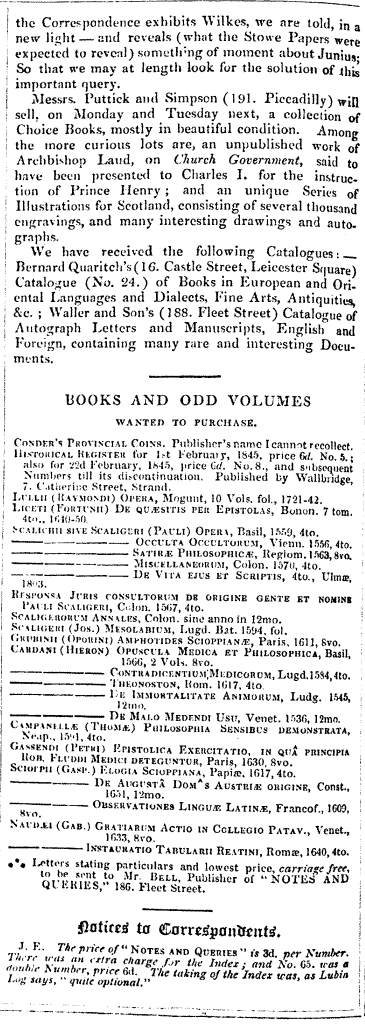 the Correspondence exhibits Wilkes, we are told, in a
new light — and reveals (what the Stowe Papers were
expected to reveal) something of moment about Junius;
So that we may at length look for the solution of this
important query.
Messrs. Puttick and Simpson (191. Piccadilly) will
sell, on Monday and Tuesday next, a collection of
Choice Books, mostly in beautiful condition. Among
the more curious lots are, an unpublished work of
Archbishop Laud, on Church Government, said to
have been presented to Charles I. for the instruc-
tion of Prince Henry; and an unique Series of
Illustrations for Scotland, consisting of several thousand
engravings, and many interesting drawings and auto-
graphs.
We have received the following Catalogues: —
Bernard Quaritch's (16. Castle Street, Leicester Square)
Catalogue (No. 24.) of Books in European and Ori-
ental Languages and Dialects, Fine Arts, Antiquities,
&c.; Waller and Son's (188. Fleet Street) Catalogue of
Autograph Letters and Manuscripts, English and
Foreign, containing many rare and interesting Docu-
ments.
BOOKS AND ODD VOLUMES
WANTED TO PURCHASE.
CONDER'S PROVINCIAL COINS. Publisher's name I cannot recollect.
HISTORICAL REGISTER for 1st February, 1845, price 6d. No. 5.;
also for 22d February, 1845, price 6d. No. 8., and subsequent
Numbers till its discontinuation. Published by Wallbridge,
7. Catherine Street, Strand.
LULLII (RAYMONDI) OPERA, Mogunt, 10 Vols. fol., 1721-42.
LICETI (FORTUNII) DE QUÆSITIS PER EPISTOLAS, Bonon. 7 tom.
4to., 1640-50.
SCALICHII SIVE SCALIGERI (PAULI) OPERA, Basil, 1559, 4to.
——— OCCULTA OCCULTORUM, Vienn. 1556, 4to.
——— SATIRÆ PHILOSOPHICÆ, Regiom. 1563, 8vo.
——— MISCELLANEORUM, Colon. 1570, 4to.
——— DE VITA EJUS ET SCRIPTIS, 4to., Ulmæ,
1803.
RESPONSA JURIS CONSULTORUM DE ORIGINE GENTE ET NOMINE
PAULI SCALIGERI, Colon. 1567, 4to.
SCALIGERORUM ANNALES, Colon. sine anno in 12mo.
SCALIGERI (JOS.) MESOLABIUM, Lugd. Bat. 1594, fol.
GRUBINII (OPORINI) AMPHOTIDES SCIOPPIANÆ, Paris, 1611, 8vo.
CARDANI (HIERON) OPUSCULA MEDICA ET PHILOSOPHICA, Basil,
1566, 2 Vols. 8vo.
——— CONTRADICENTIUM MEDICORUM, Lugd. 1584, 4to.
——— THEONOSTON, Rom. 1617, 4to.
——— DE IMMORTALITATE ANIMORUM, Ludg. 1545,
12mo.
——— DE MALO MEDENDI USU, Venet. 1536, 12mo.
CAMPANELLÆ (THOMÆ) PHILOSOPHIA SENSIBUS DEMONSTRATA,
Neap., 1591, 4to.
GASSENDI (PETRI) EPISTOLICA EXERCITATIO, IN QUÂ PRINCIPIA
ROB. FLUDDI MEDICI DETEGUNTUR, Paris, 1630, 8vo.
SCIOPPII (GASP.) ELOGIA SCIOPPIANA, Papiæ, 1617, 4to.
——— DE AUGUSTÂ DOM^S AUSTRIÆ ORIGINE, Const.,
1651, 12mo.
——— OBSERVATIONES LINGUÆ LATINÆ, Francof., 1609,
8vo.
NAUDÆI (GAB.) GRATIARUM ACTIO IN COLLEGIO PATAV., Venet.,
1633, 8vo.
——— INSTAURATIO TABULARII REATINI, Romæ, 1640, 4to.
*** Letters stating particulars and lowest price, carriage free,
to be sent to MR. BELL, Publisher of "NOTES AND
QUERIES," 186. Fleet Street.
Notices to Correspondents.
J. E. The price of "NOTES AND QUERIES" is 3d. per Number.
There was an extra charge for the Index; and No. 65. was a
double Number, price 6d. The taking of the Index was, as Lubin
Log says, "quite optional."